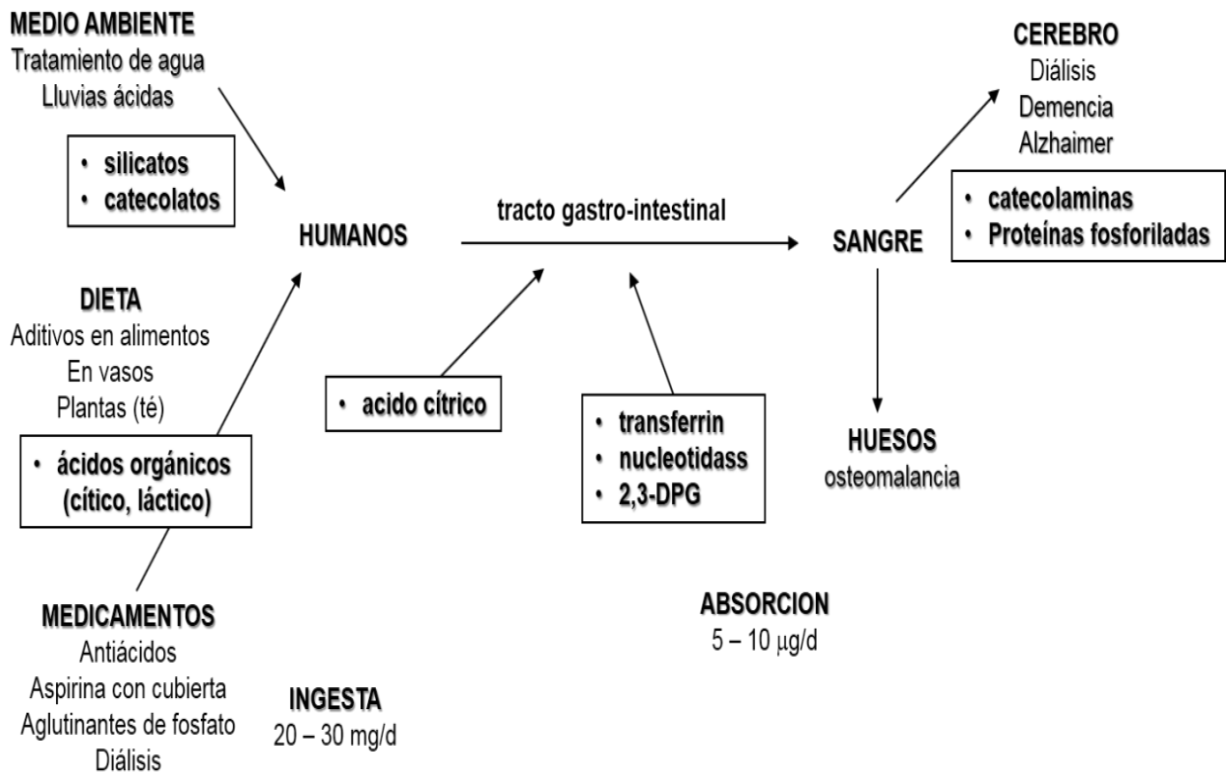 MEDIO AMBIENTE
Tratamiento de agua
Lluvias ácidas
• silicatos
• catecolatos
HUMANOS
DIETA
Aditivos en alimentos
En vasos
Plantas (té)
• ácidos orgánicos
(cítico, láctico)
MEDICAMENTOS
Antiácidos
Aspirina con cubierta
Aglutinantes de fosfato
Diálisis
INGESTA
20 – 30 mg/d
tracto gastro-intestinal
• acido cítrico
• transferrin
• nucleotidass
• 2,3-DPG
ABSORCION
5 – 10 µg/d
SANGRE
CEREBRO
Diálisis
Demencia
Alzhaimer
• catecolaminas
• Proteínas fosforiladas
HUESOS
osteomalancia